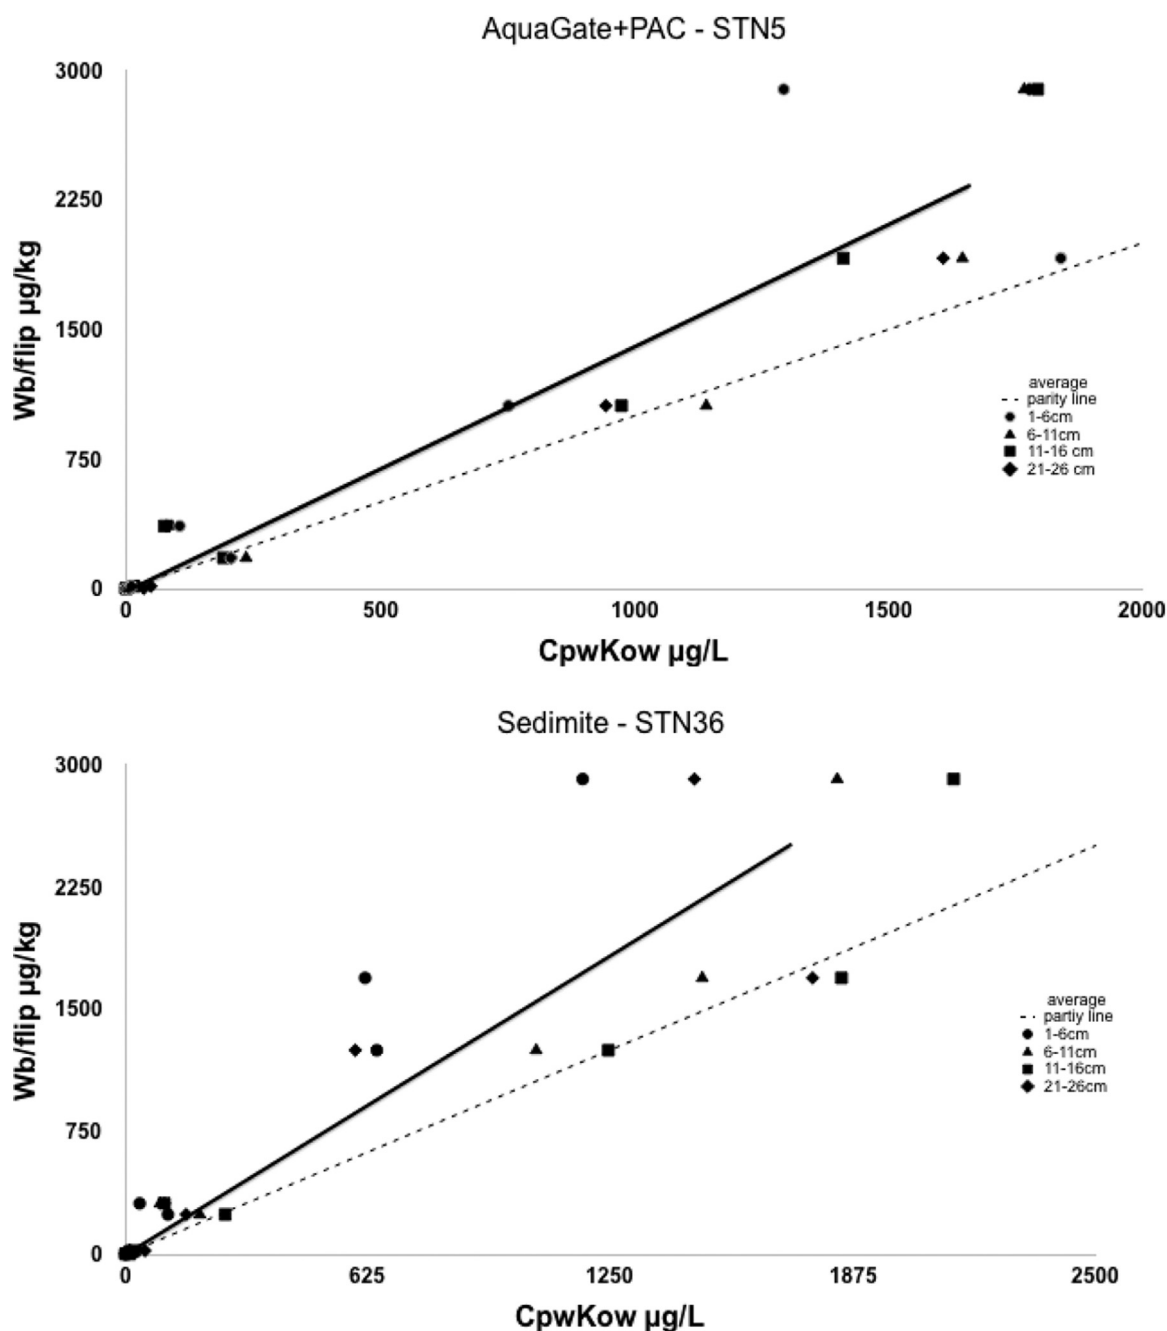 AquaGate+PAC - STN5
3000
2250
1500
750
0
Wb/flip µg/kg
0 500 1000 1500 2000
CpwKow µg/L
average
parity line
1-6cm
6-11cm
11-16 cm
21-26 cm
Sedimite - STN36
3000
2250
1500
750
0
Wb/flip µg/kg
0 625 1250 1875 2500
CpwKow µg/L
average
partiy line
1-6cm
6-11cm
11-16cm
21-26cm